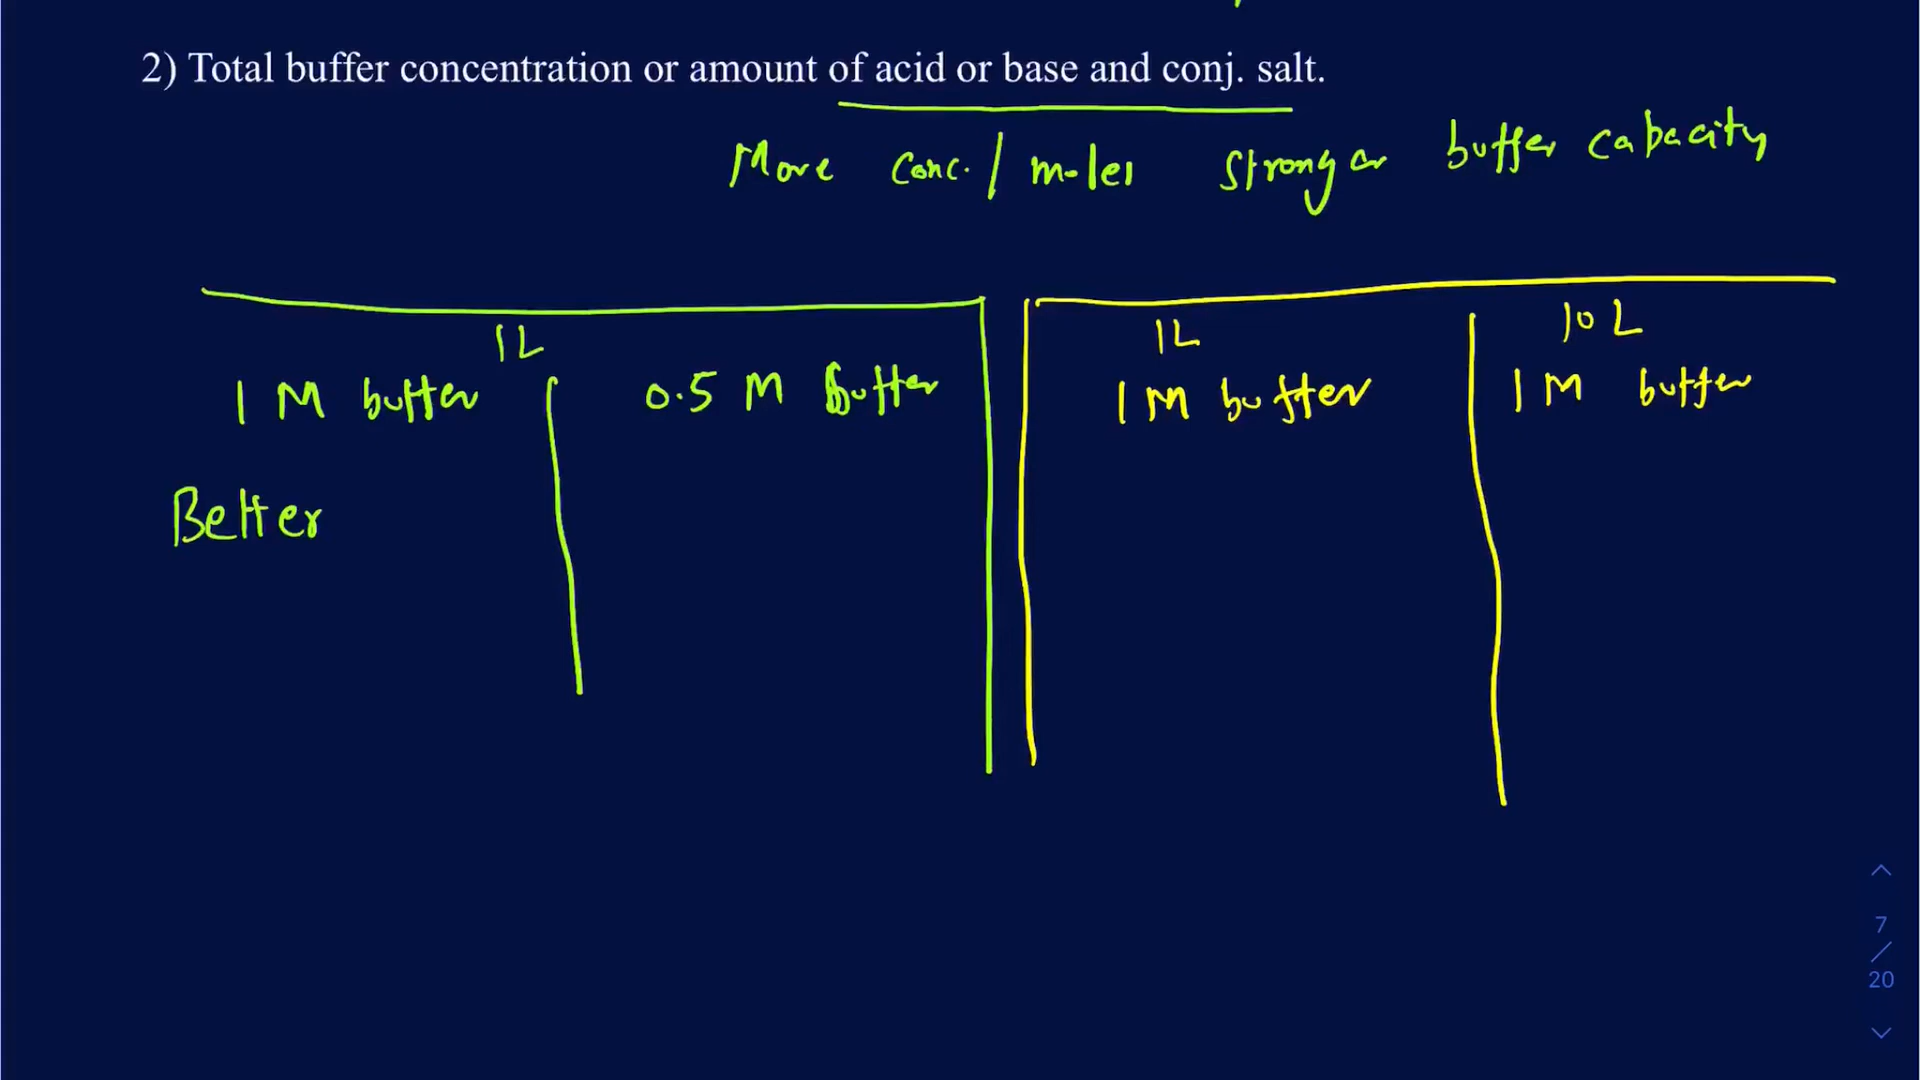 2) Total buffer concentration or amount of acid or base and conj. salt.
More conc./moles stronger buffer capacity
1L
1 M buffer 0.5 M Buffer
Better
1L 10 L
1 M buffer 1 M buffer
7
/
20